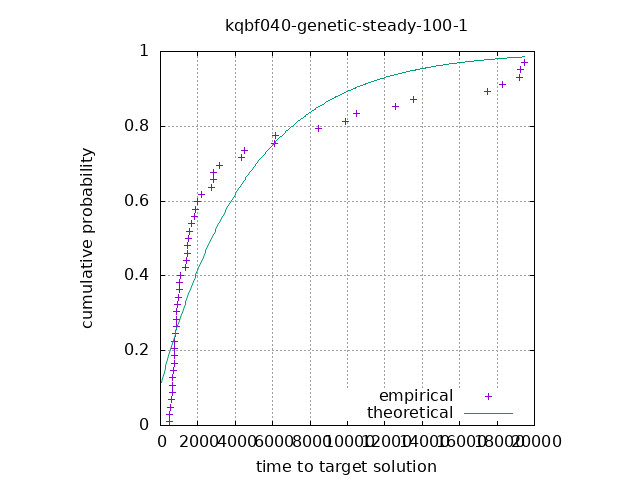 kqbf040-genetic-steady-100-1
1
0.8
0.6
0.4
0.2
0
cumulative probability
empirical
theoretical
0 2000 4000 6000 8000 10000 12000 14000 16000 18000 20000
time to target solution